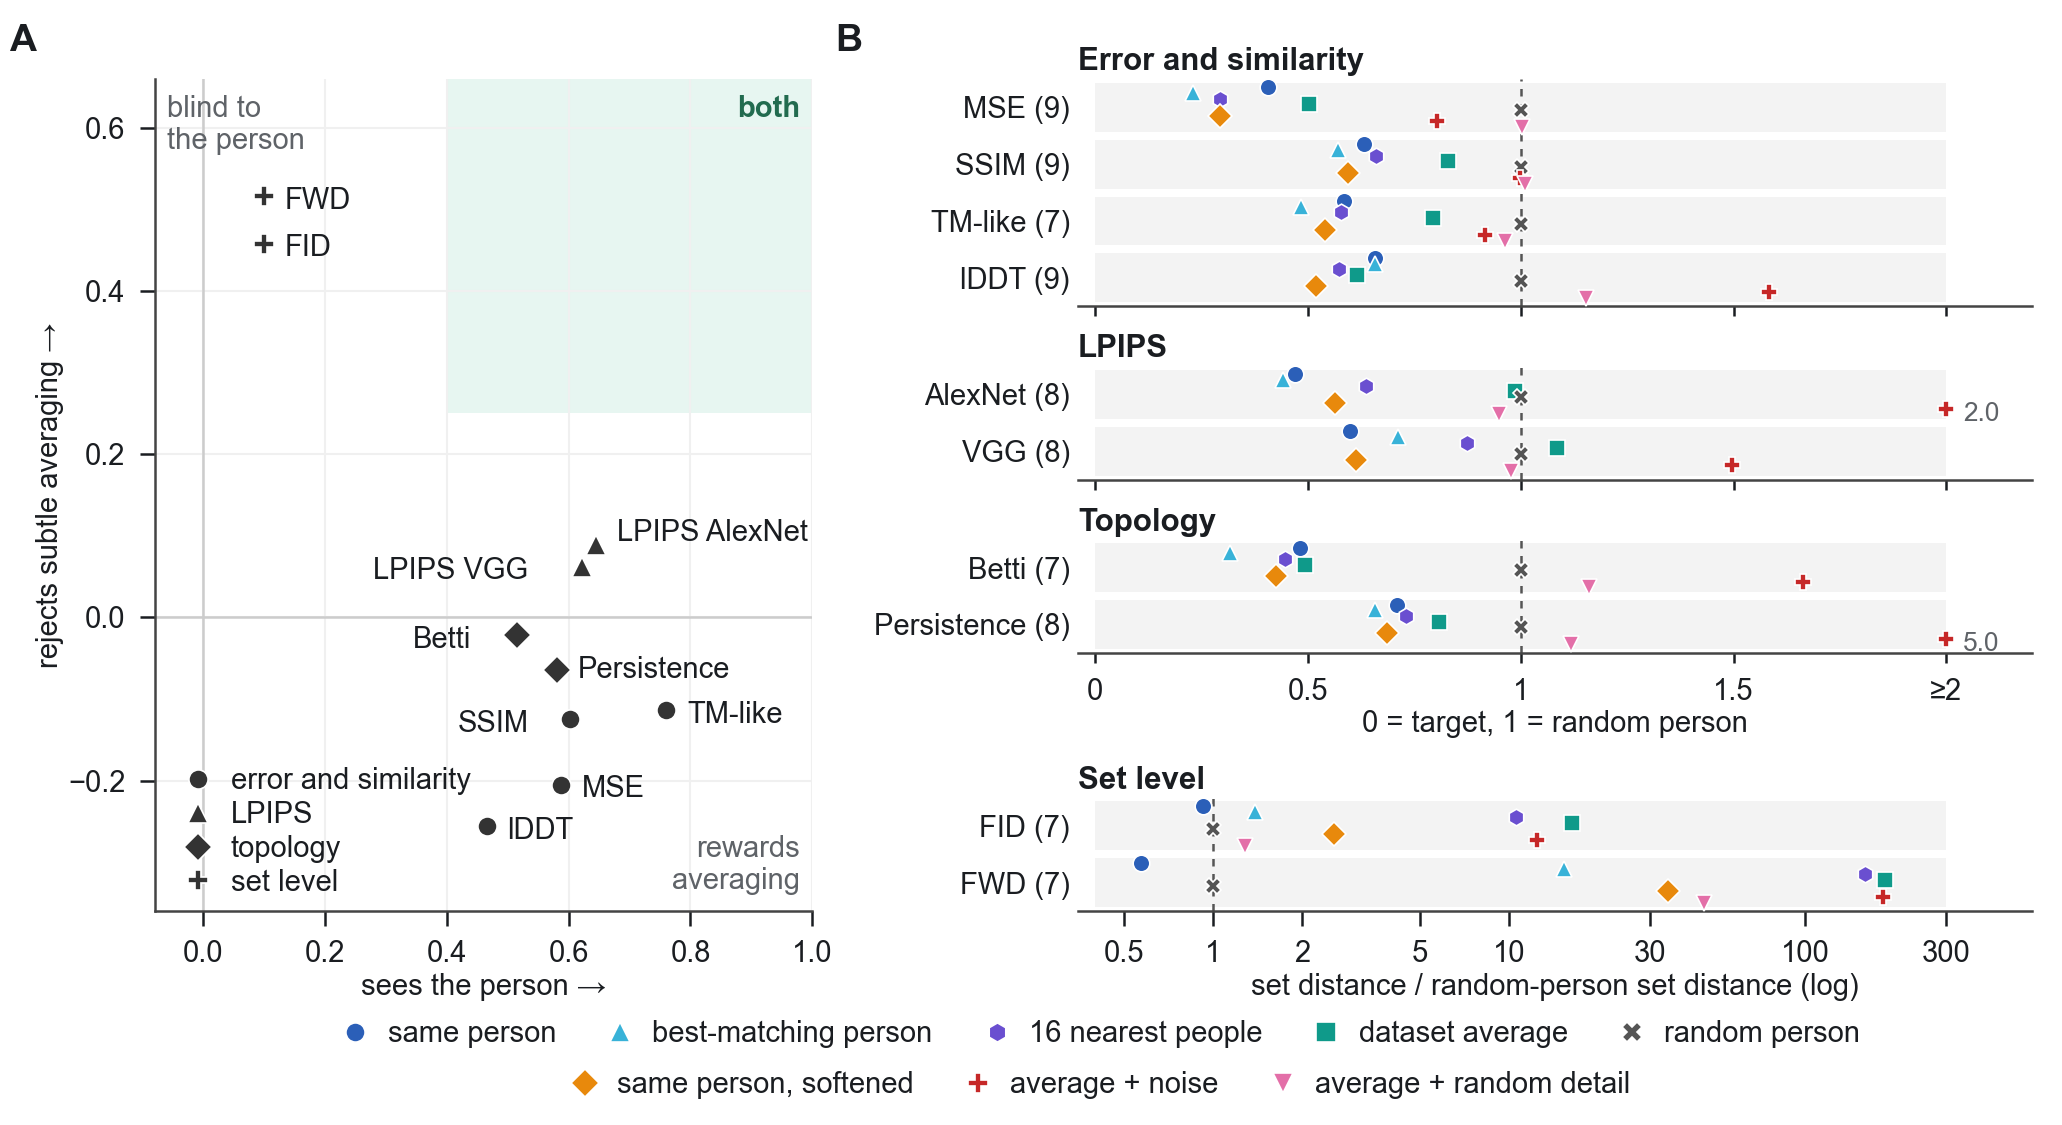 A
blind to
the person
both
FWD
FID
LPIPS AlexNet
LPIPS VGG
Betti
Persistence
SSIM
TM-like
MSE
lDDT
error and similarity
LPIPS
topology
set level
rewards
averaging
0.6
0.4
0.2
0.0
−0.2
rejects subtle averaging →
0.0 0.2 0.4 0.6 0.8 1.0
sees the person →
B
Error and similarity
MSE (9)
SSIM (9)
TM-like (7)
lDDT (9)
LPIPS
AlexNet (8)
2.0
VGG (8)
Topology
Betti (7)
Persistence (8)
5.0
0 0.5 1 1.5 ≥2
0 = target, 1 = random person
Set level
FID (7)
FWD (7)
0.5 1 2 5 10 30 100 300
set distance / random-person set distance (log)
same person best-matching person 16 nearest people dataset average random person
same person, softened average + noise average + random detail